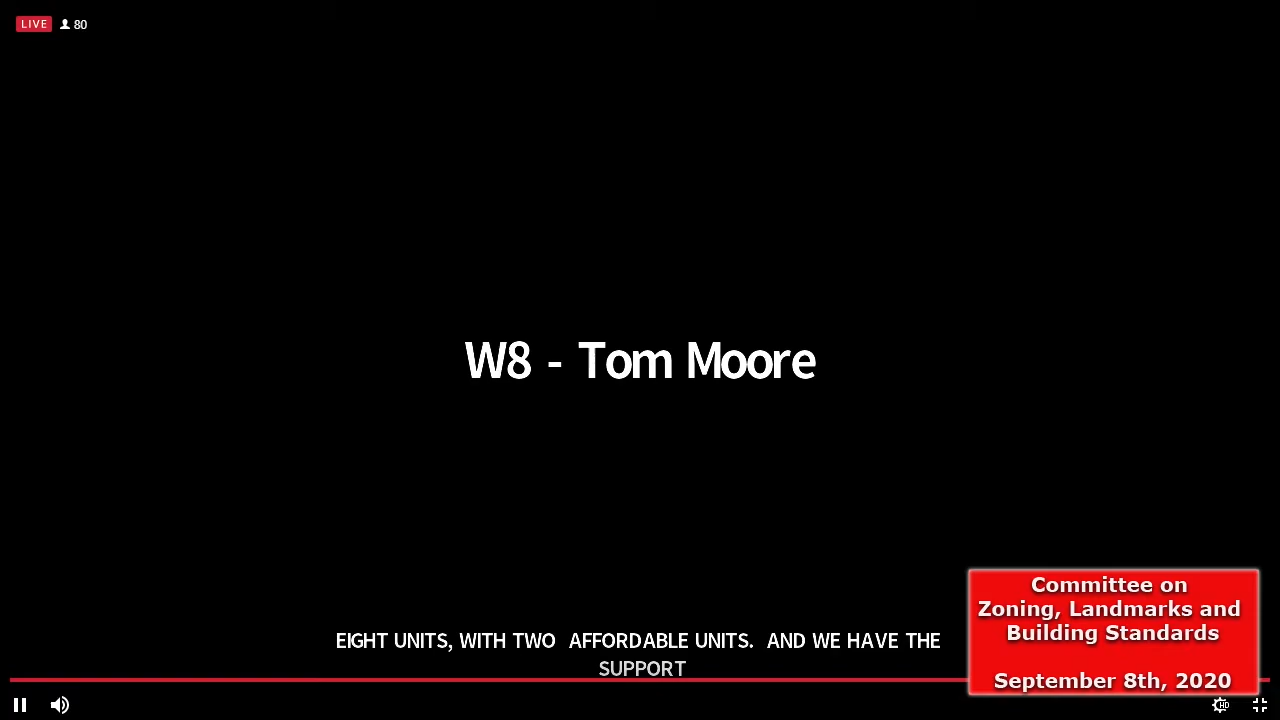 LIVE 80
W8 - Tom Moore
EIGHT UNITS, WITH TWO AFFORDABLE UNITS. AND WE HAVE THE
SUPPORT
Committee on
Zoning, Landmarks and
Building Standards
September 8th, 2020
HD